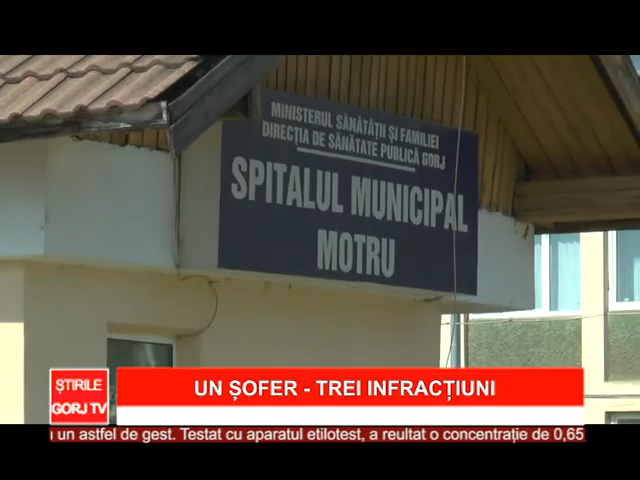 MINISTERUL SĂNĂTĂȚII ȘI FAMILIEI
DIRECȚIA DE SĂNĂTATE PUBLICĂ GORJ
SPITALUL MUNICIPAL
MOTRU
ȘTIRILE
GORJ TV
UN ȘOFER - TREI INFRACȚIUNI
un astfel de gest. Testat cu aparatul etilotest, a reultat o concentrație de 0,65